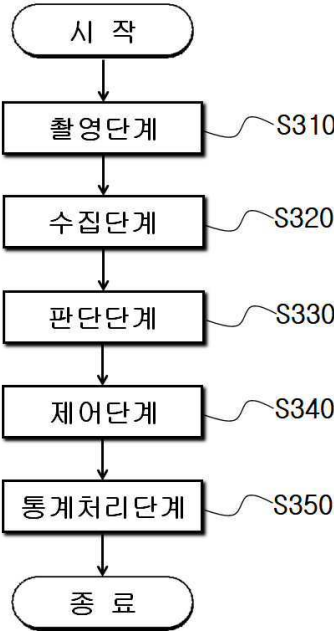 시 작
촬영단계 S310
수집단계 S320
판단단계 S330
제어단계 S340
통계처리단계 S350
종 료